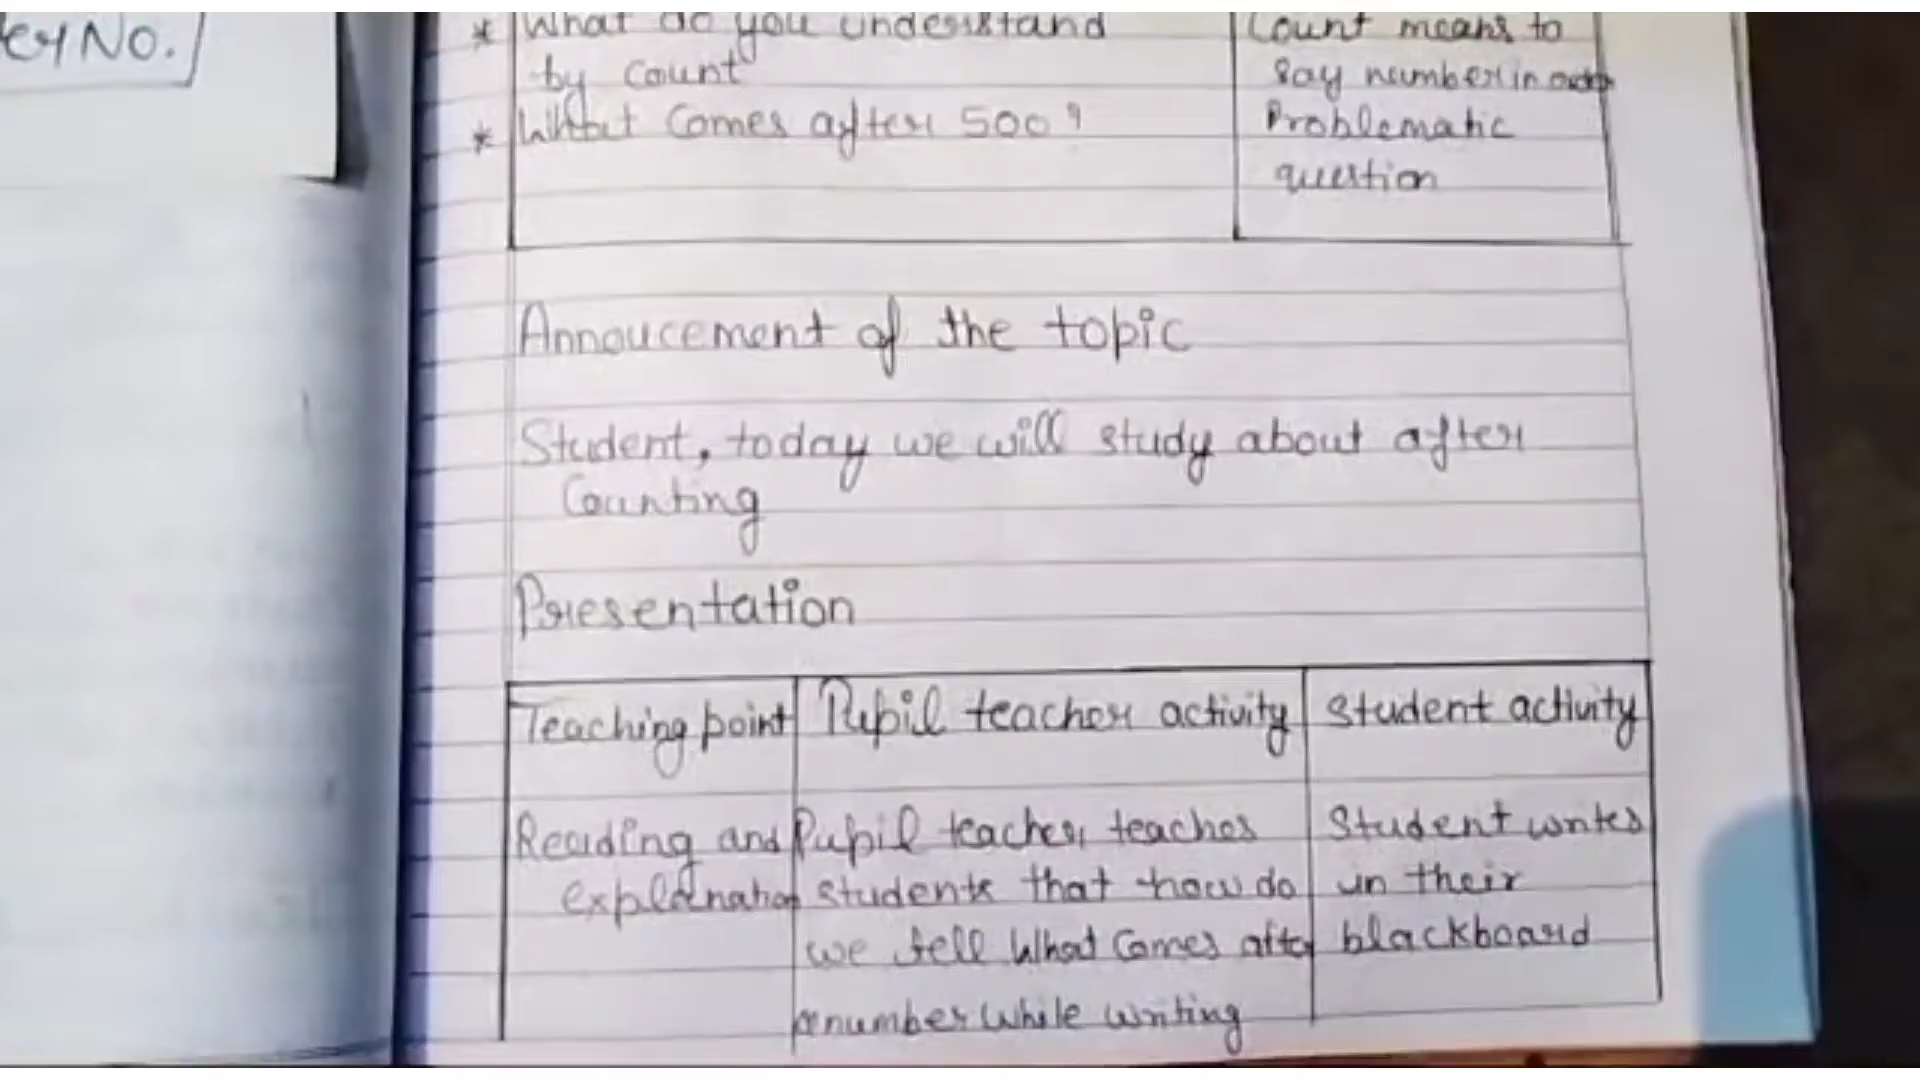 er No.
* What do you understand by count
Count means to say number in order
* What comes after 500?
Problematic question
Annoucement of the topic
Student, today we will study about after
Counting
Presentation
Teaching point
Pupil teacher activity
Student activity
Reading and
explanation
Pupil teacher teaches
students that how do
we tell What Comes after
a number while writing
Student writes
in their
blackboard